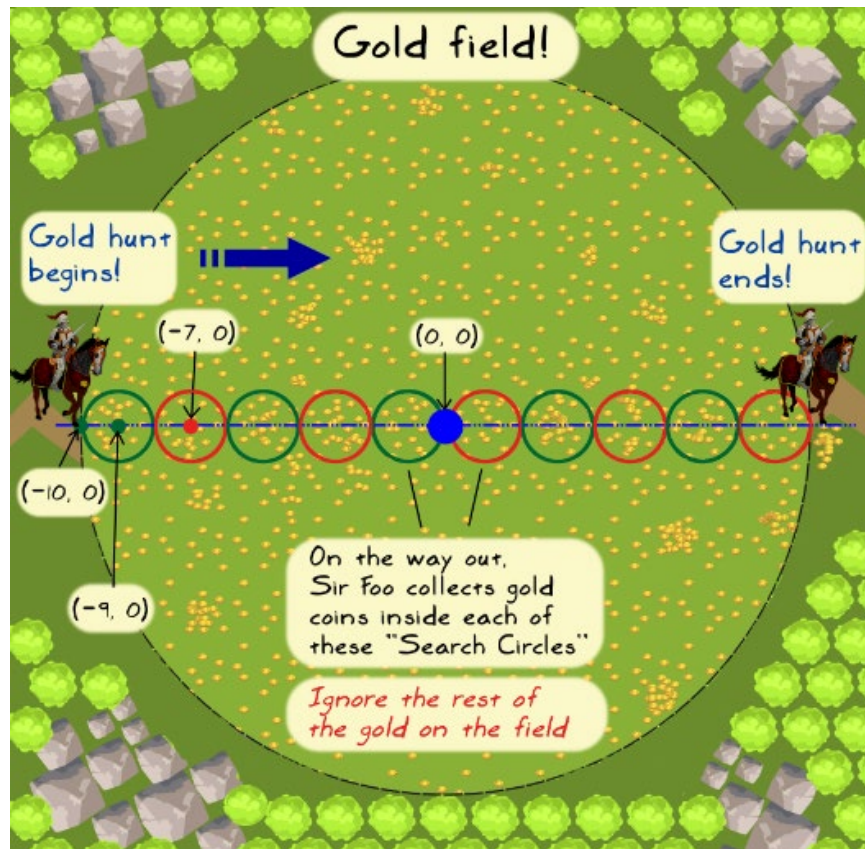 Gold field!
Gold hunt
begins!
Gold hunt
ends!
(-7, 0)
(0, 0)
(-10, 0)
(-9, 0)
On the way out,
Sir Foo collects gold
coins inside each of
these "Search Circles"
Ignore the rest of
the gold on the field